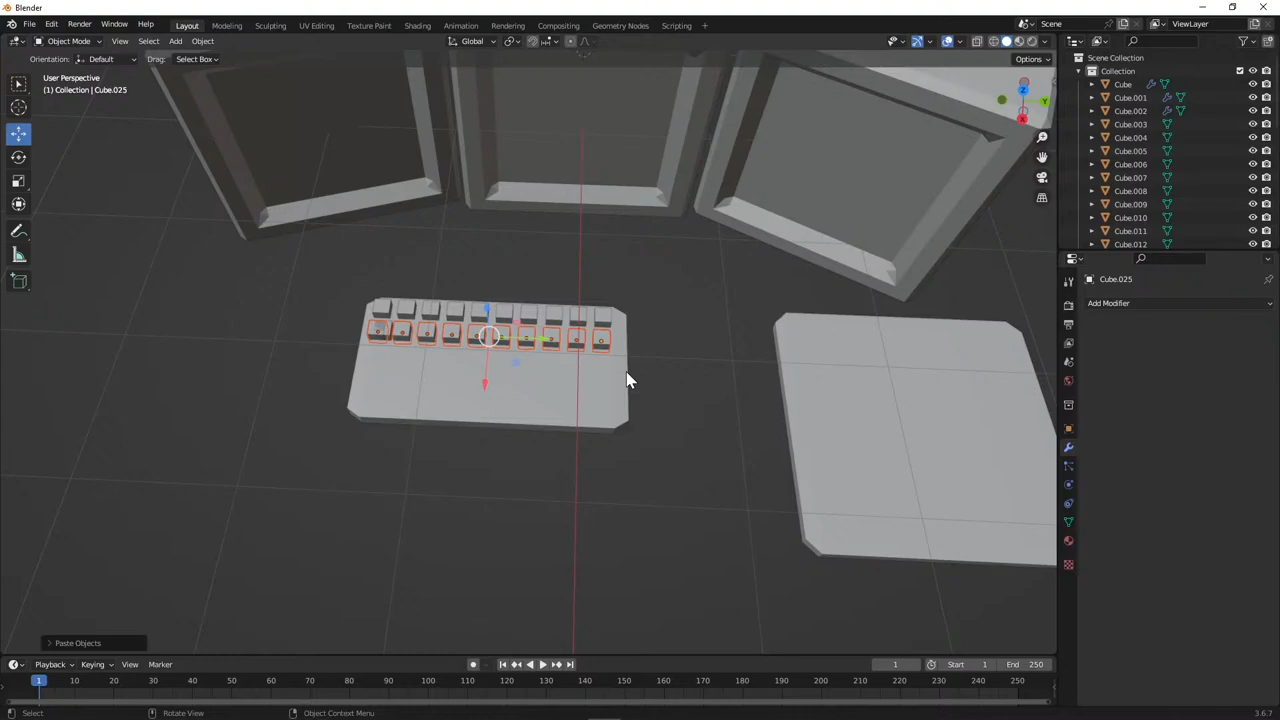 Blender
File Edit Render Window Help
Layout Modeling Sculpting UV Editing Texture Paint Shading Animation Rendering Compositing Geometry Nodes Scripting +
Scene
ViewLayer
Object Mode View Select Add Object
Global
Orientation: Default Drag: Select Box
Options
User Perspective
(1) Collection | Cube.025
Z
Y
X
Scene Collection
Collection
Cube
Cube.001
Cube.002
Cube.003
Cube.004
Cube.005
Cube.006
Cube.007
Cube.008
Cube.009
Cube.010
Cube.011
Cube.012
Cube.025
Add Modifier
Paste Objects
Playback Keying View Marker
1 Start 1 End 250
1 10 20 30 40 50 60 70 80 90 100 110 120 130 140 150 160 170 180 190 200 210 220 230 240 250
Select Rotate View Object Context Menu
3.6.7